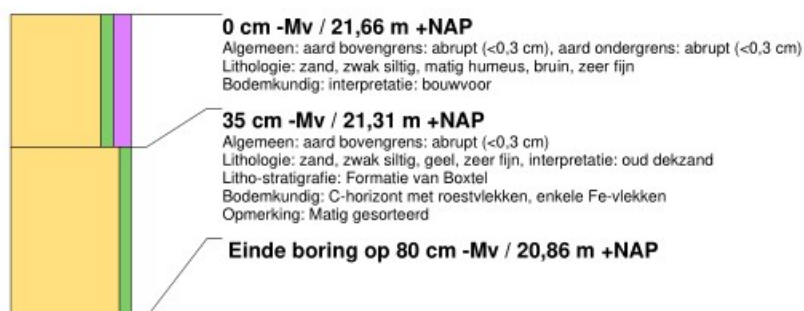 0 cm -Mv / 21,66 m +NAP
Algemeen: aard bovengrens: abrupt (<0,3 cm), aard ondergrens: abrupt (<0,3 cm)
Lithologie: zand, zwak siltig, matig humeus, bruin, zeer fijn
Bodemkundig: interpretatie: bouwvoor
35 cm -Mv / 21,31 m +NAP
Algemeen: aard bovengrens: abrupt (<0,3 cm)
Lithologie: zand, zwak siltig, geel, zeer fijn, interpretatie: oud dekzand
Litho-stratigrafie: Formatie van Boxtel
Bodemkundig: C-horizont met roestvlekken, enkele Fe-vlekken
Opmerking: Matig gesorteerd
Einde boring op 80 cm -Mv / 20,86 m +NAP